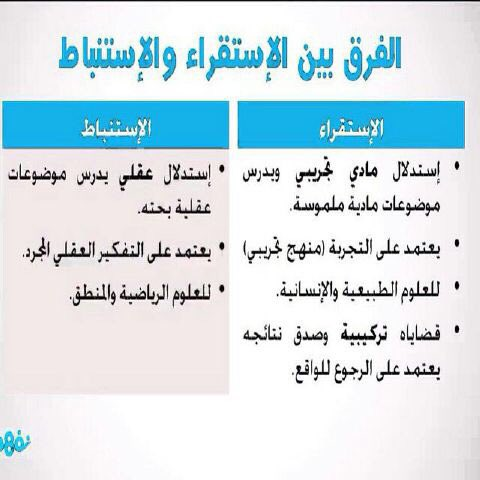 الفرق بين الإستقراء والإستنباط
الإستقراء
• إستدلال مادي تجريبي ويدرس
موضوعات مادية ملموسة.
• يعتمد على التجربة (منهج تجريبي)
• للعلوم الطبيعية والإنسانية.
• قضاياه تركيبية وصدق نتائجه
يعتمد على الرجوع للواقع.
الإستنباط
• إستدلال عقلي يدرس موضوعات
عقلية بحته.
• يعتمد على التفكير العقلي المجرد.
• للعلوم الرياضية والمنطق.